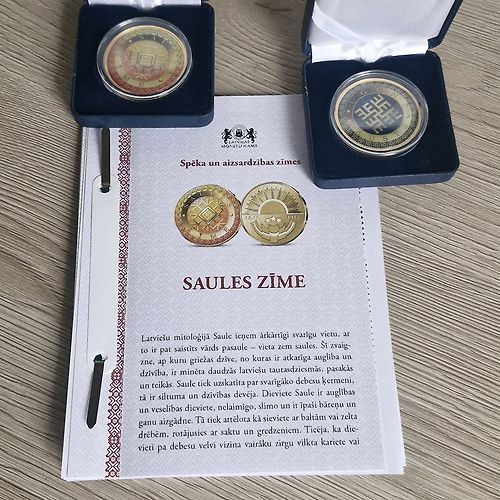 LATVIJAS
MONĒTU NAMS
Spēka un aizsardzības zīmes
SAULES ZĪME
Latviešu mitoloģijā Saule ieņem ārkārtīgi svarīgu vietu, ar
to ir pat saistīts vārds pasaule – vieta zem saules. Šī zvaig-
zne, ap kuru griežas dzīve, no kuras ir atkarīga auglība un
dzīvība, ir minēta daudzās latviešu tautasdziesmās, pasakās
un teikās. Saule tiek uzskatīta par svarīgāko debesu ķermeni,
tā ir siltuma un dzīvības devēja. Dieviete Saule ir auglības
un veselības dieviete, nelaimīgo, slimo un it īpaši bāreņu un
ganu aizgādne. Tā tiek attēlota kā sieviete ar baltām vai zelta
drēbēm, rotājusies ar saktu un gredzeniem. Ticēja, ka die-
vieti pa debesu velvi vizina vairāku zirgu vilkta kariete vai